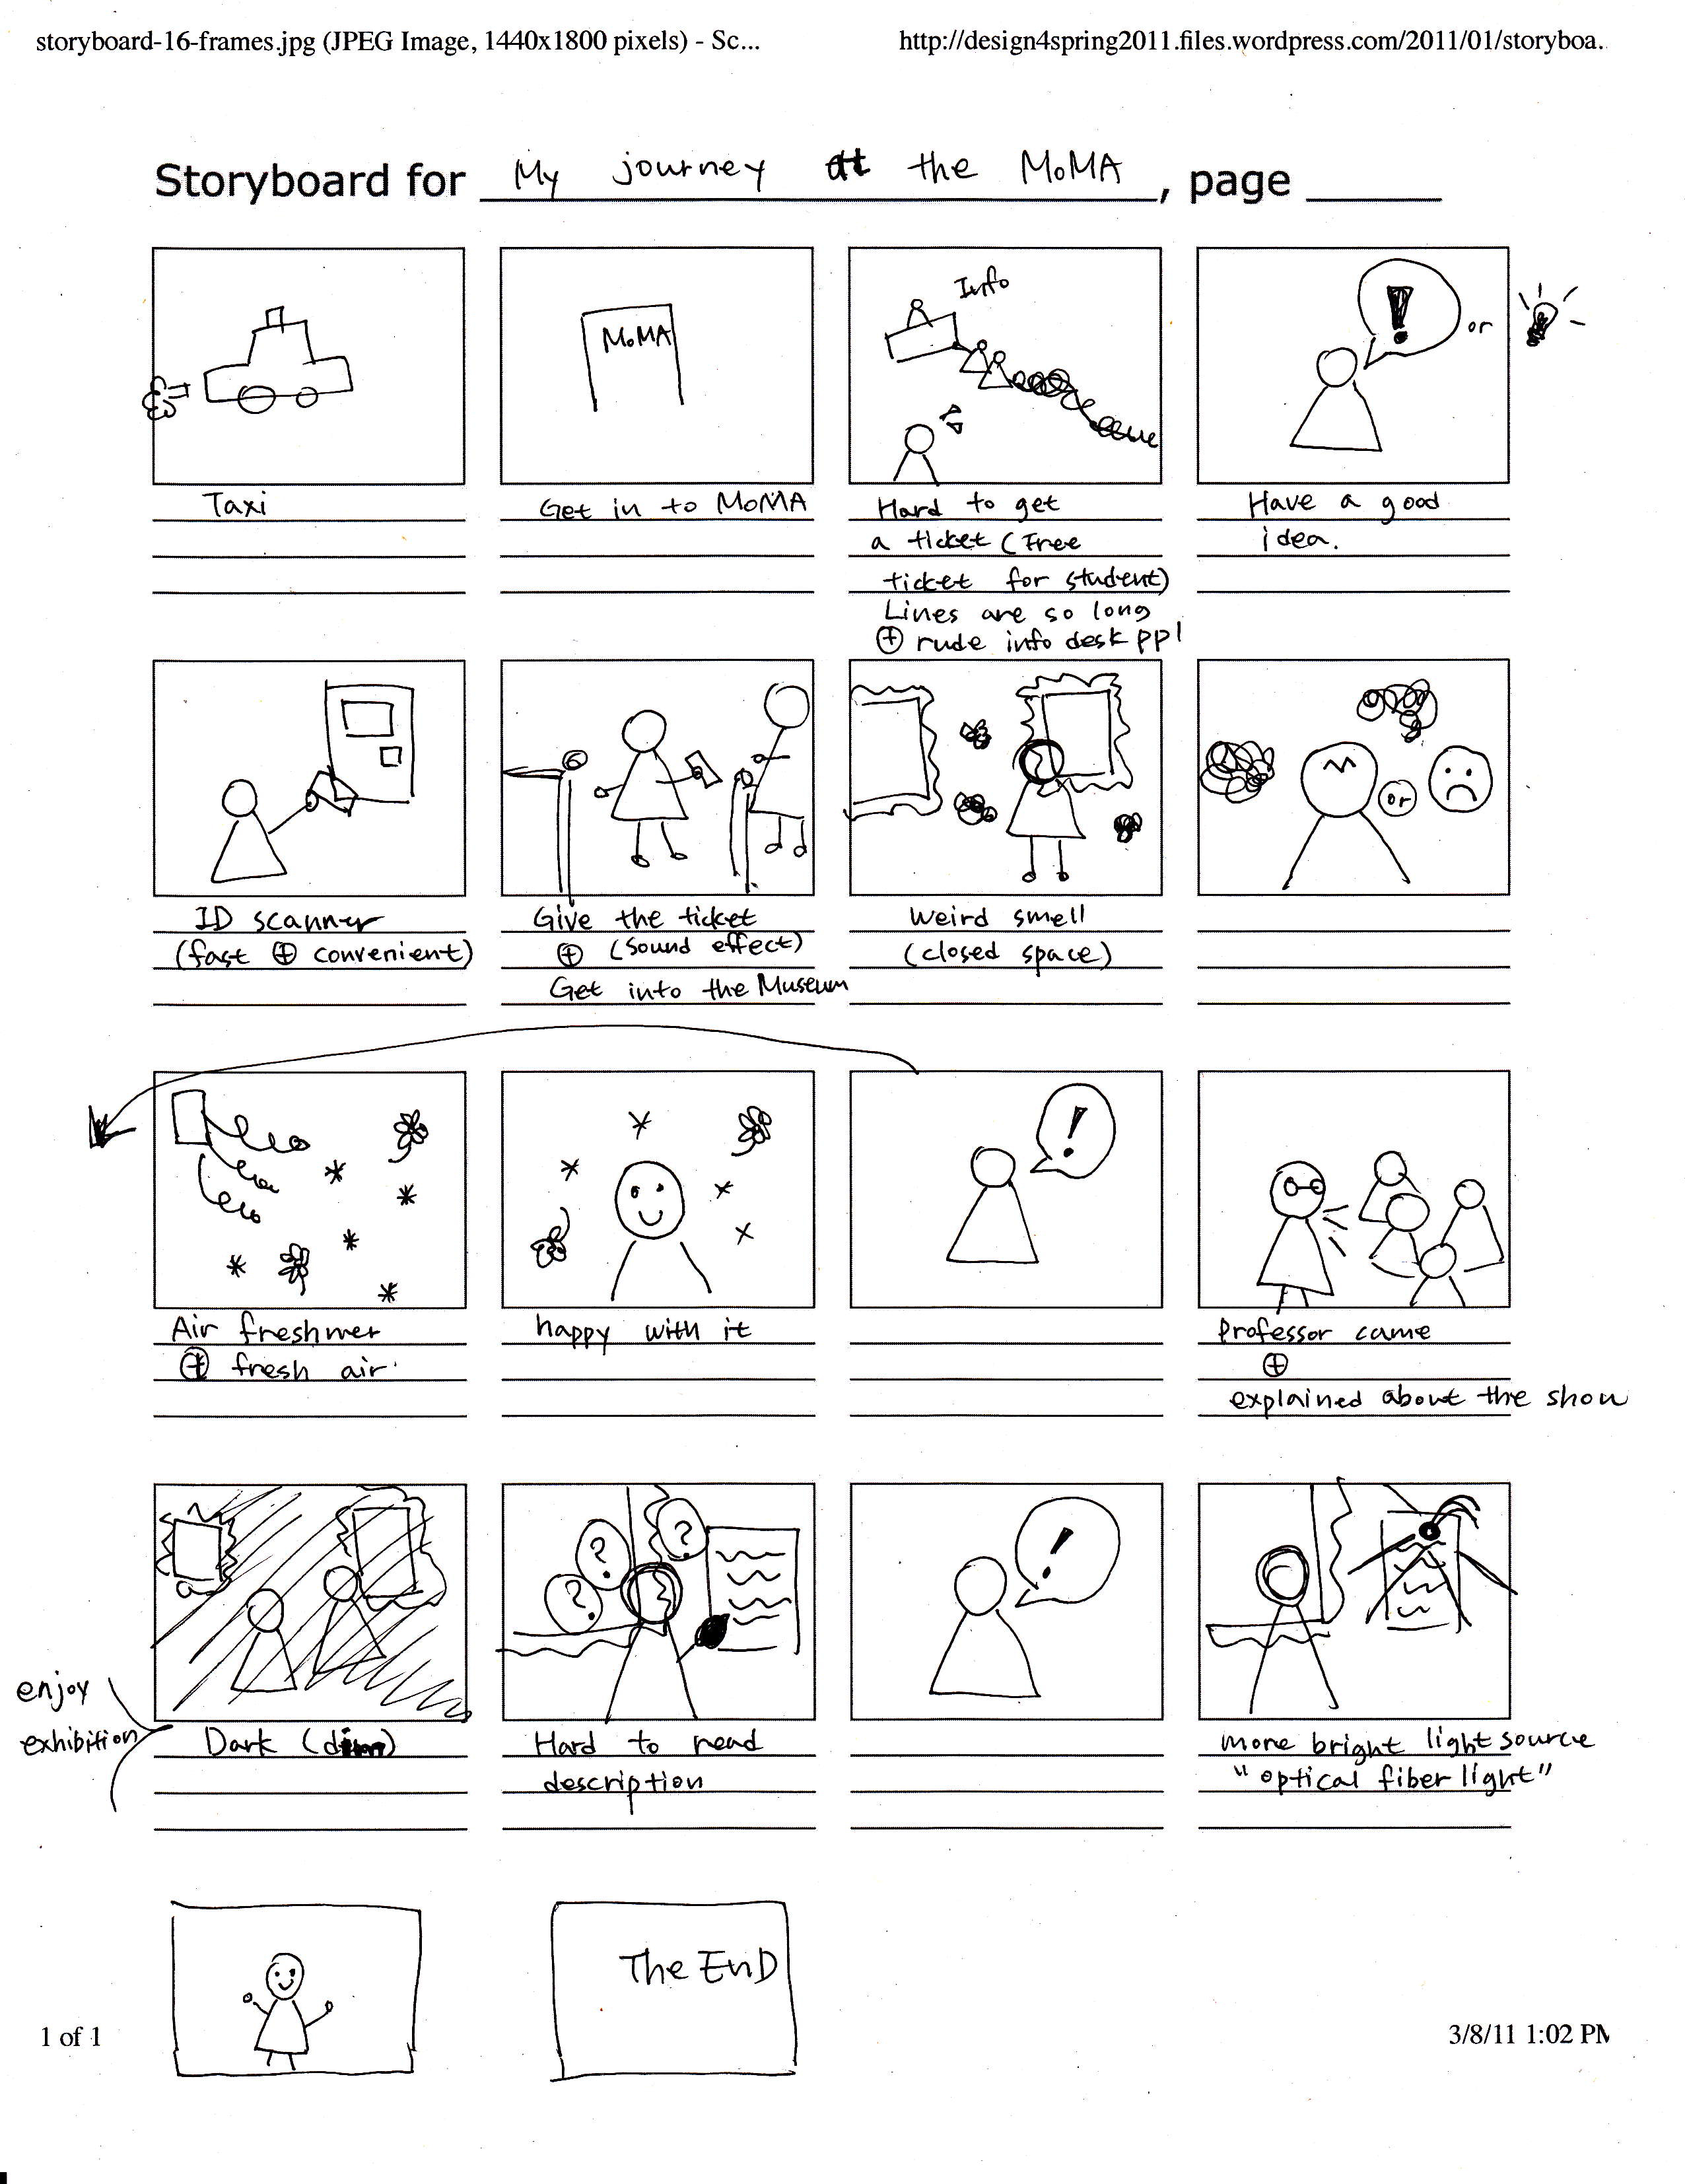 storyboard-16-frames.jpg (JPEG Image, 1440x1800 pixels) - Sc...
http://design4spring2011.files.wordpress.com/2011/01/storyboa.
Storyboard for My journey at the MoMA, page
Info
MoMA
!
or
Taxi
Get in to MoMA
Hard to get
a ticket (Free
ticket for student)
Lines are so long
⊕ rude info desk ppl
Have a good
idea.
or
ID scanner
(fast ⊕ convenient)
Give the ticket
⊕ (sound effect)
Get into the Museum
Weird smell
(closed space)
!
Air freshmer
⊕ fresh air.
happy with it
Professor came
⊕
explained about the show
? ? ?
!
enjoy
exhibition
Dark (dim)
Hard to read
description
more bright light source
"optical fiber light"
The EnD
1 of 1
3/8/11 1:02 PM